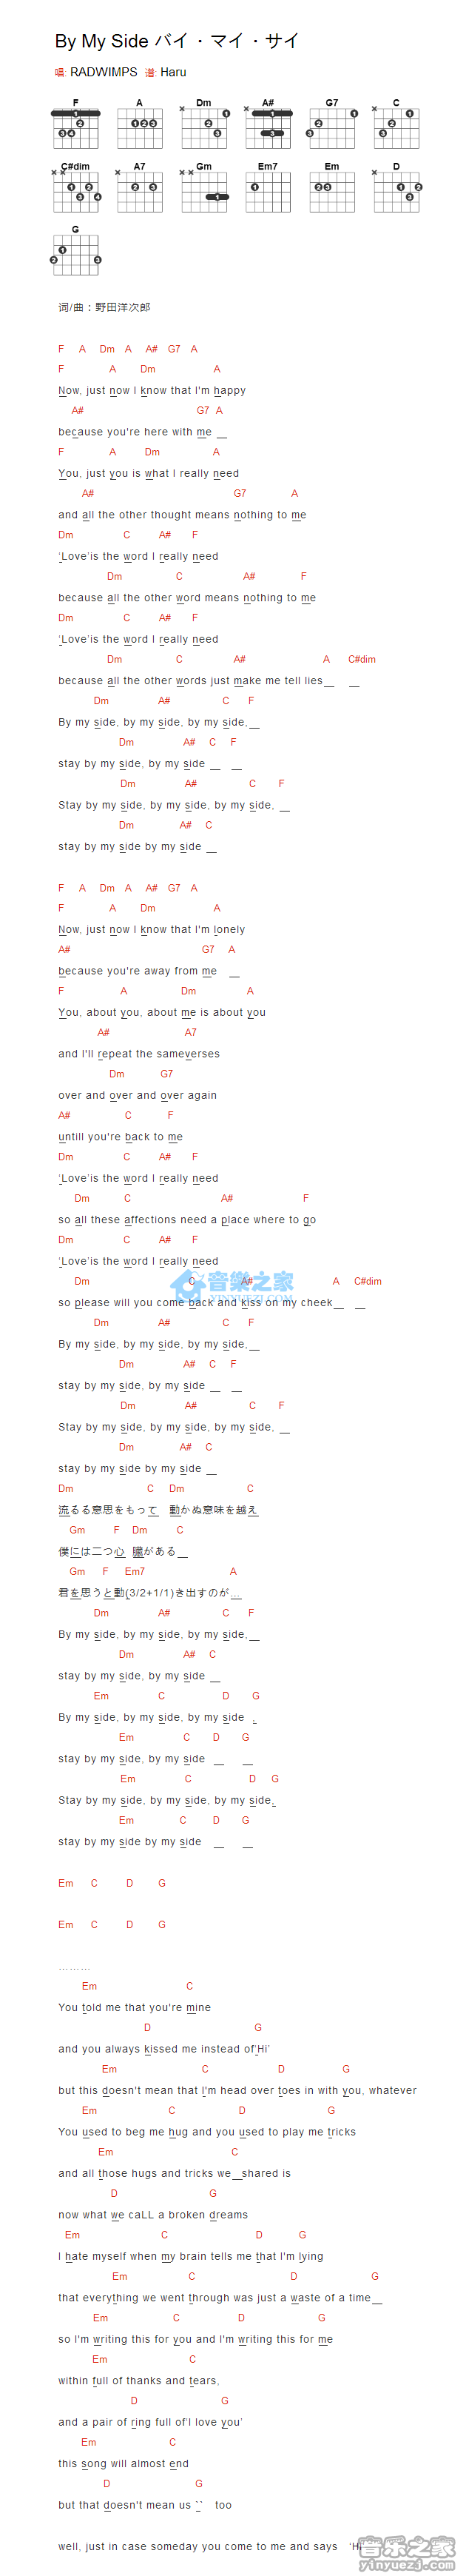 By My Side バイ・マイ・サイ
唱: RADWIMPS 谱: Haru
F A Dm A# G7 C
C#dim A7 Gm Em7 Em D
G
词/曲：野田洋次郎
F A Dm A A# G7 A
F A Dm A
Now, just now I know that I'm happy
A# G7 A
because you're here with me __
F A Dm A
You, just you is what I really need
A# G7 A
and all the other thought means nothing to me
Dm C A# F
'Love'is the word I really need
Dm C A# F
because all the other word means nothing to me
Dm C A# F
'Love'is the word I really need
Dm C A# A C#dim
because all the other words just make me tell lies__ __
Dm A# C F
By my side, by my side, by my side,__
Dm A# C F
stay by my side, by my side __ __
Dm A# C F
Stay by my side, by my side, by my side, __
Dm A# C
stay by my side by my side __
F A Dm A A# G7 A
F A Dm A
Now, just now I know that I'm lonely
A# G7 A
because you're away from me __
F A Dm A
You, about you, about me is about you
A# A7
and I'll repeat the sameverses
Dm G7
over and over and over again
A# C F
untill you're back to me
Dm C A# F
'Love'is the word I really need
Dm C A# F
so all these affections need a place where to go
Dm C A# F
'Love'is the word I really need
Dm C A# A C#dim
so please will you come back and kiss on my cheek__ __
Dm A# C F
By my side, by my side, by my side,__
Dm A# C F
stay by my side, by my side __ __
Dm A# C F
Stay by my side, by my side, by my side, __
Dm A# C
stay by my side by my side __
Dm C Dm C
流るる意思をもって 動かぬ意味を越え
Gm F Dm C
僕には二つ心 臓がある__
Gm F Em7 A
君を思うと動(3/2+1/1)き出すのが…
Dm A# C F
By my side, by my side, by my side,__
Dm A# C
stay by my side, by my side __
Em C D G
By my side, by my side, by my side ,
Em C D G
stay by my side, by my side __ __
Em C D G
Stay by my side, by my side, by my side,
Em C D G
stay by my side by my side __ __
Em C D G
Em C D G
………
Em C
You told me that you're mine
D G
and you always kissed me instead of'Hi'
Em C D G
but this doesn't mean that I'm head over toes in with you, whatever
Em C D G
You used to beg me hug and you used to play me tricks
Em C
and all those hugs and tricks we__shared is
D G
now what we caLL a broken dreams
Em C D G
I hate myself when my brain tells me that I'm lying
Em C D G
that everything we went through was just a waste of a time__
Em C D G
so I'm writing this for you and I'm writing this for me
Em C
within full of thanks and tears,
D G
and a pair of ring full of'I love you'
Em C
this song will almost end
D G
but that doesn't mean us `` too
well, just in case someday you come to me and says 'Hi
音樂之家
YINYUEZJ.COM
音乐之家
yinyuezj.com